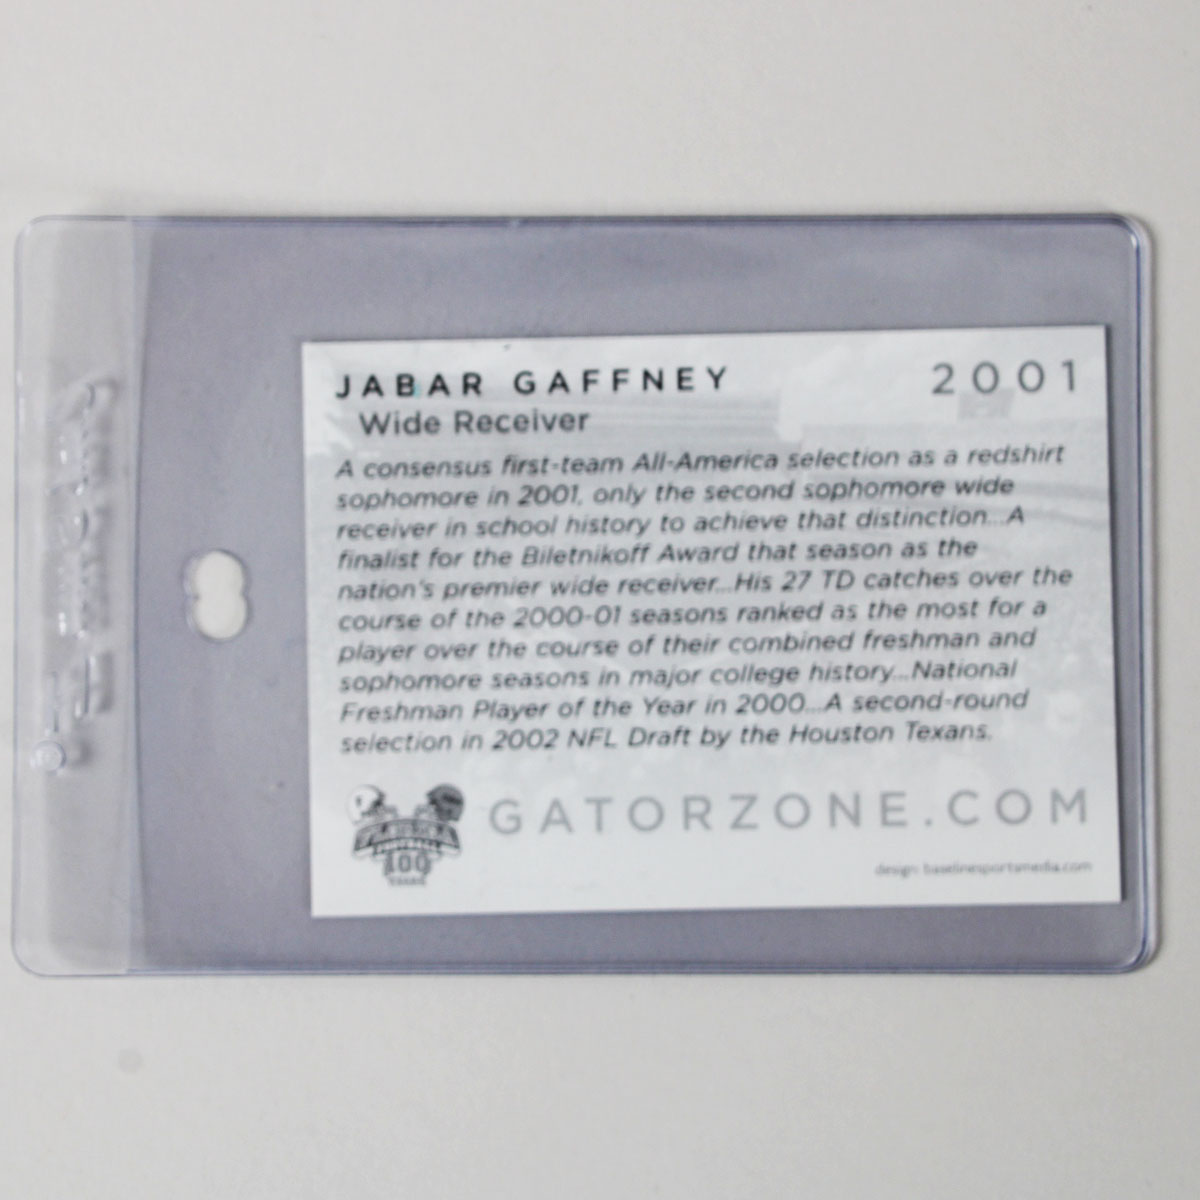 JABAR GAFFNEY 2001
Wide Receiver
A consensus first-team All-America selection as a redshirt
sophomore in 2001, only the second sophomore wide
receiver in school history to achieve that distinction...A
finalist for the Biletnikoff Award that season as the
nation's premier wide receiver...His 27 TD catches over the
course of the 2000-01 seasons ranked as the most for a
player over the course of their combined freshman and
sophomore seasons in major college history...National
Freshman Player of the Year in 2000...A second-round
selection in 2002 NFL Draft by the Houston Texans.
GATORZONE.COM
100
design: baselinesportsmedia.com